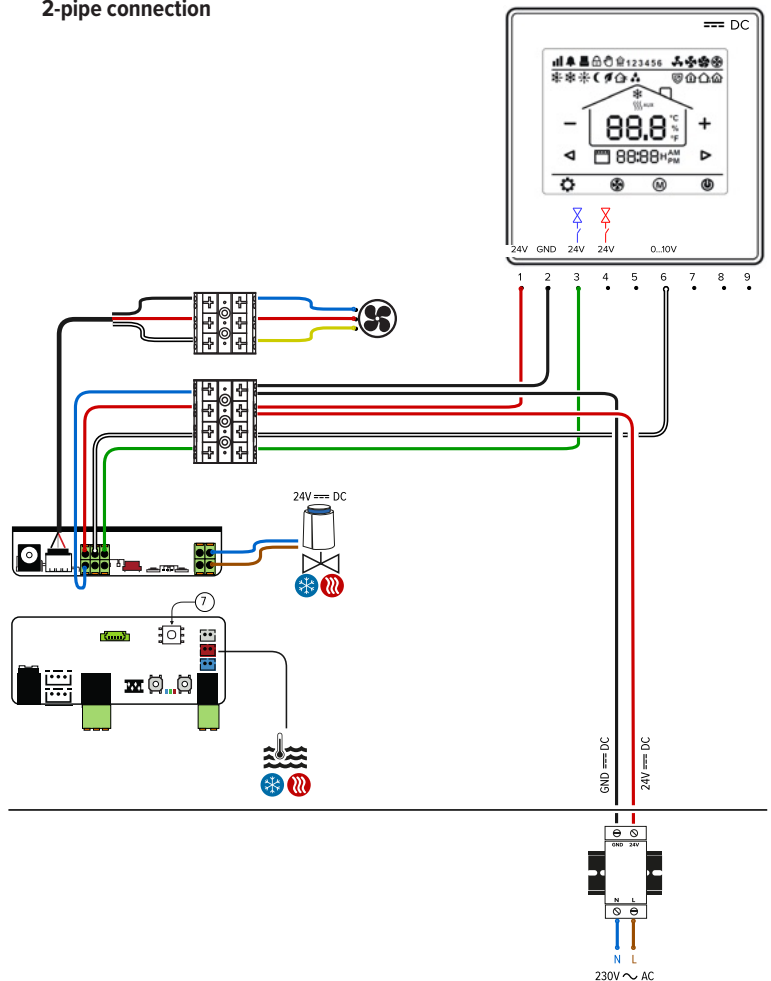 2-pipe connection
DC
123456
AUX
88.8
°C
%
°F
88:88 H AM
PM
M
24V GND 24V 24V 0...10V
1 2 3 4 5 6 7 8 9
24V DC
7
GND DC
24V DC
GND 24V
N L
N L
230V AC